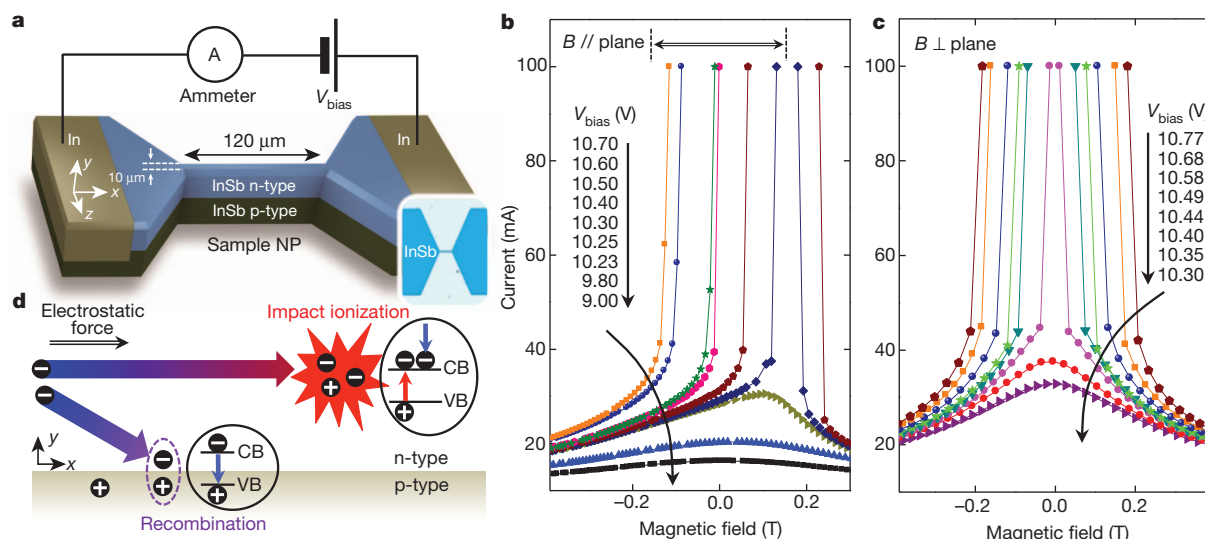 a
A
Ammeter
V_bias
In
In
120 μm
10 μm
y
x
z
InSb n-type
InSb p-type
Sample NP
InSb
b
B // plane
V_bias (V)
10.70
10.60
10.50
10.40
10.30
10.25
10.23
9.80
9.00
Current (mA)
100
80
60
40
20
−0.2
0.0
0.2
Magnetic field (T)
c
B ⊥ plane
V_bias (V)
10.77
10.68
10.58
10.49
10.44
10.40
10.35
10.30
100
80
60
40
20
−0.2
0.0
0.2
Magnetic field (T)
d
Electrostatic
force
Impact ionization
CB
VB
y
x
CB
VB
n-type
p-type
Recombination